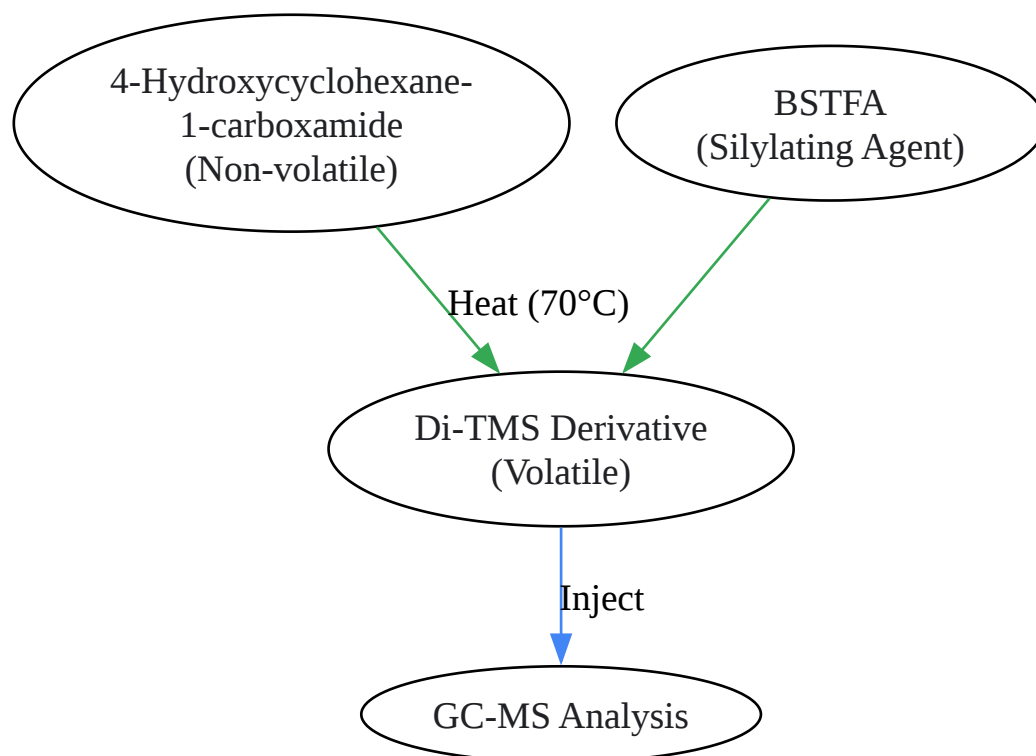 4-Hydroxycyclohexane-
1-carboxamide
(Non-volatile)
BSTFA
(Silylating Agent)
Heat (70°C)
Di-TMS Derivative
(Volatile)
Inject
GC-MS Analysis